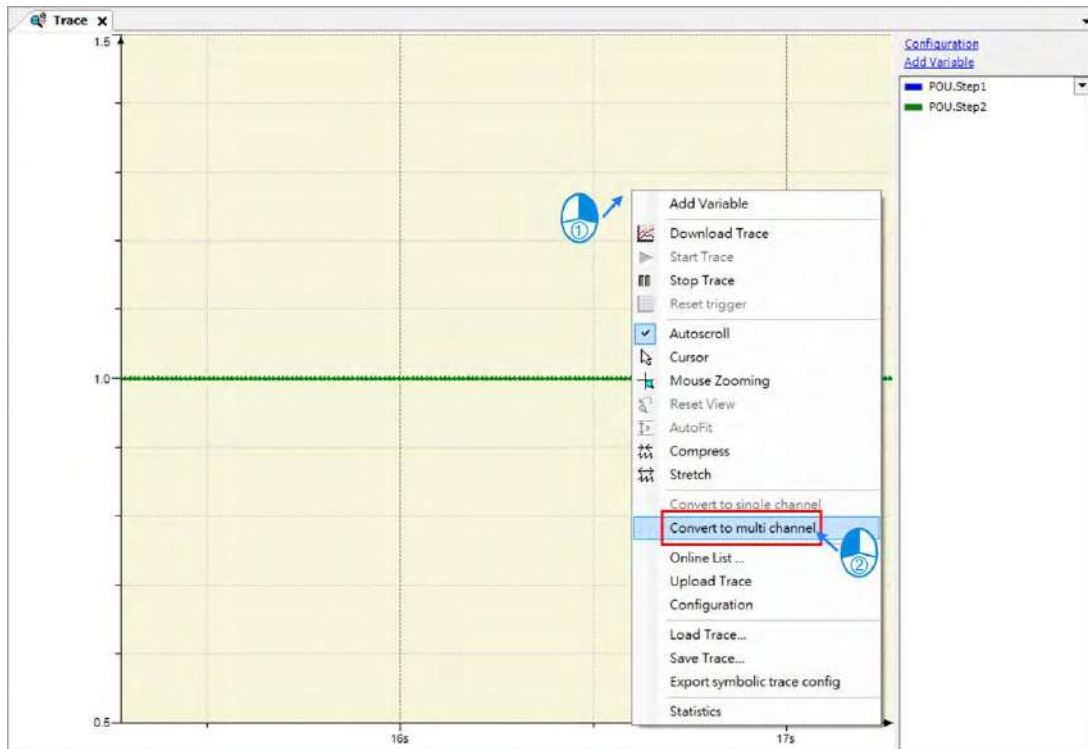 Trace x
1.5
Configuration
Add Variable
POU.Step1
POU.Step2
Add Variable
①
Download Trace
Start Trace
Stop Trace
Reset trigger
Autoscroll
1.0
Cursor
Mouse Zooming
Reset View
AutoFit
Compress
Stretch
Convert to single channel
Convert to multi channel
②
Online List ...
Upload Trace
Configuration
Load Trace...
Save Trace...
Export symbolic trace config
Statistics
0.5
16s
17s